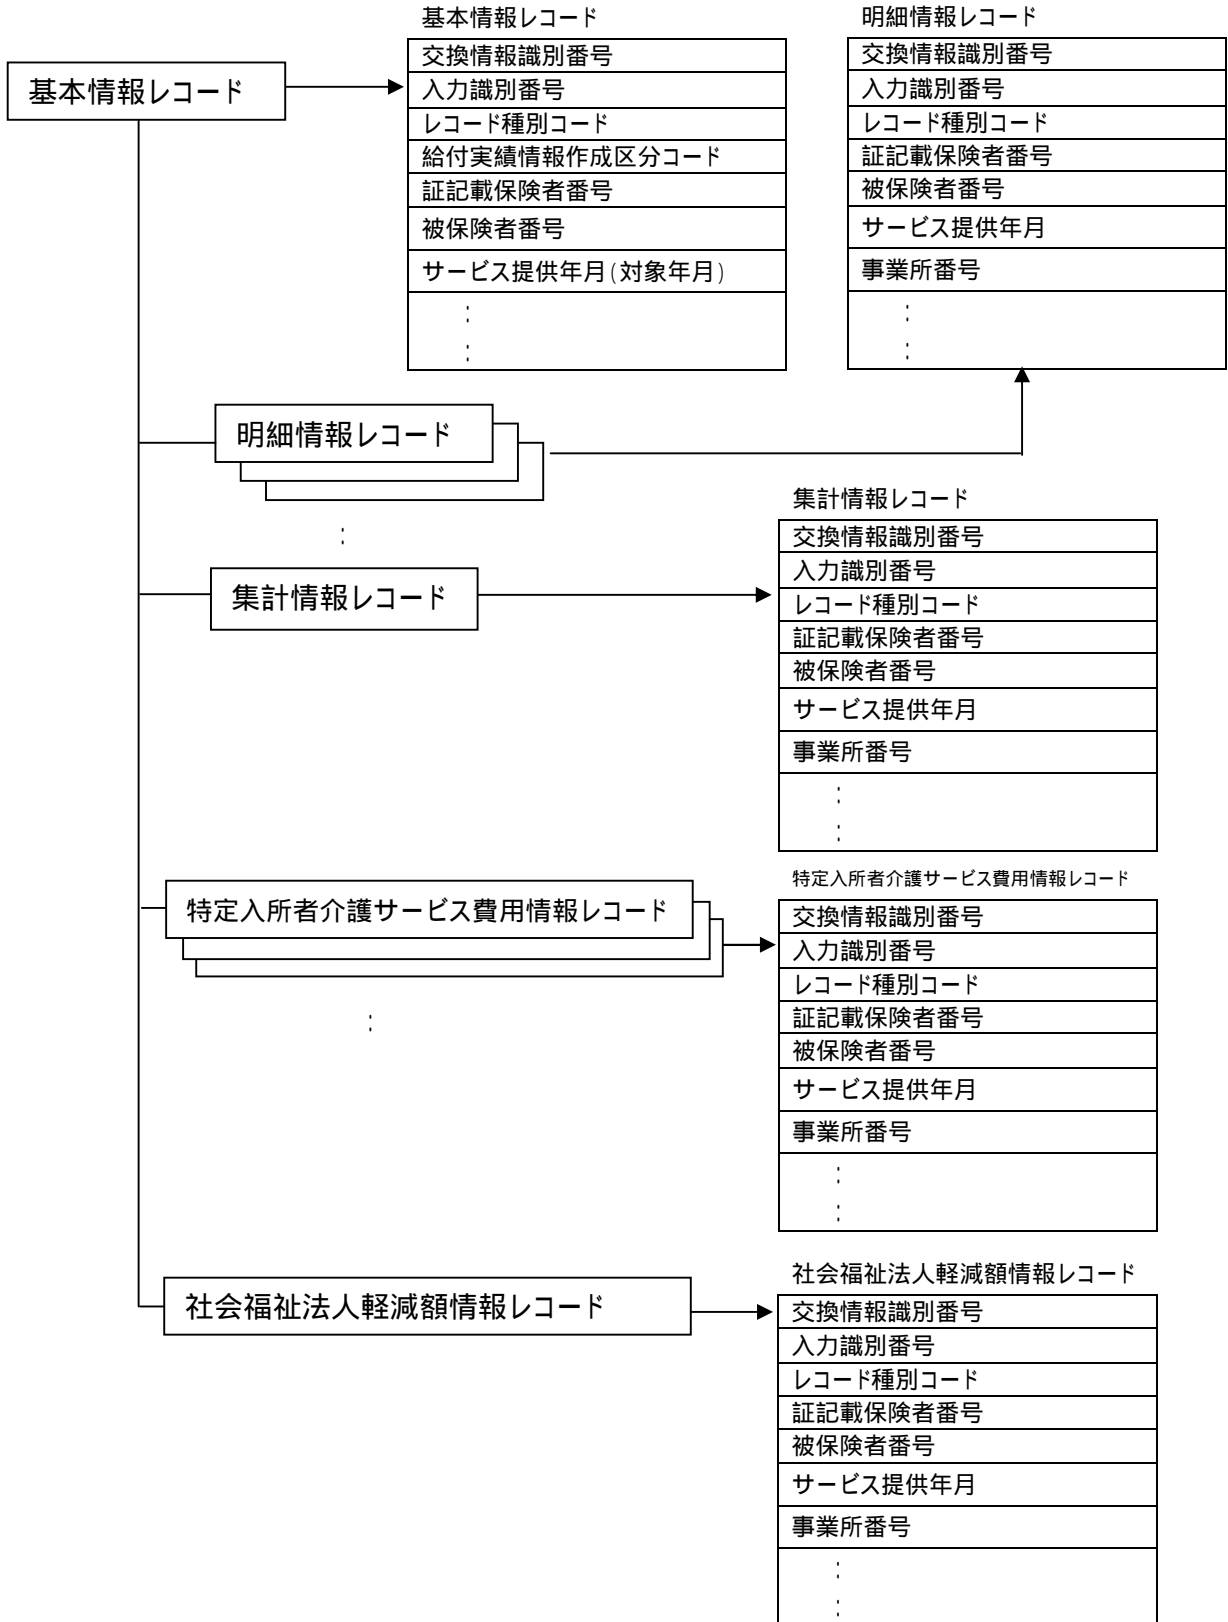 基本情報レコード
基本情報レコード
交換情報識別番号
入力識別番号
レコード種別コード
給付実績情報作成区分コード
証記載保険者番号
被保険者番号
サービス提供年月(対象年月)
:
:
明細情報レコード
交換情報識別番号
入力識別番号
レコード種別コード
証記載保険者番号
被保険者番号
サービス提供年月
事業所番号
:
:
明細情報レコード
:
集計情報レコード
集計情報レコード
交換情報識別番号
入力識別番号
レコード種別コード
証記載保険者番号
被保険者番号
サービス提供年月
事業所番号
:
:
特定入所者介護サービス費用情報レコード
:
特定入所者介護サービス費用情報レコード
交換情報識別番号
入力識別番号
レコード種別コード
証記載保険者番号
被保険者番号
サービス提供年月
事業所番号
:
:
社会福祉法人軽減額情報レコード
社会福祉法人軽減額情報レコード
交換情報識別番号
入力識別番号
レコード種別コード
証記載保険者番号
被保険者番号
サービス提供年月
事業所番号
:
: